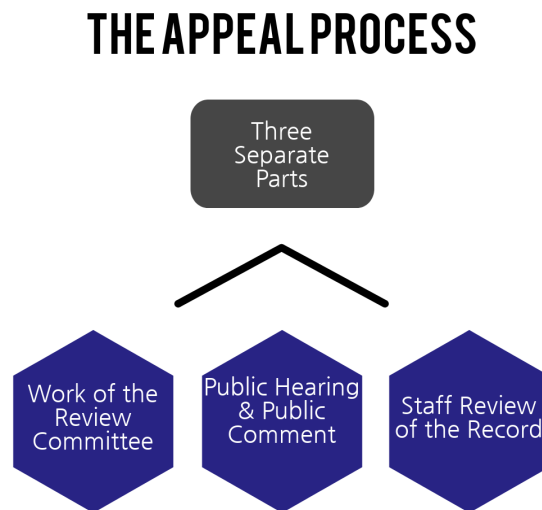 THE APPEAL PROCESS
Three
Separate
Parts
Work of the
Review
Committee
Public Hearing
& Public
Comment
Staff Review
of the Record